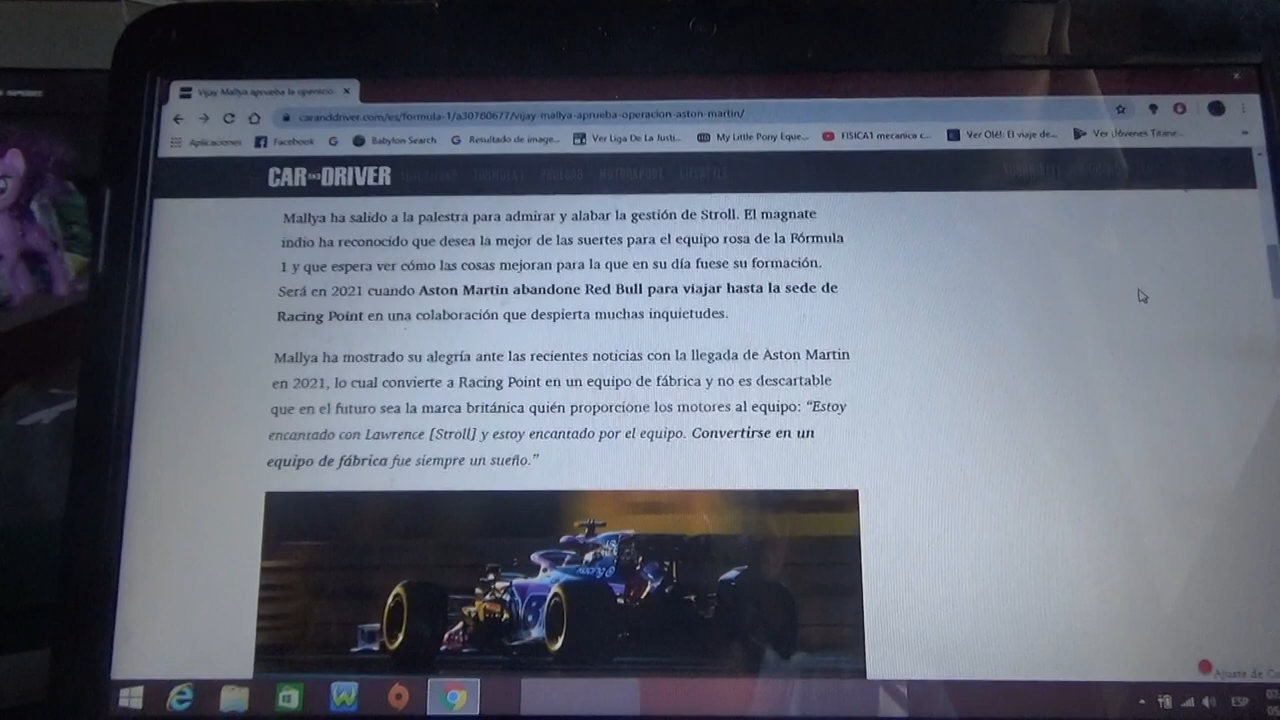 Vijay Mallya aprueba la operació
caranddriver.com/es/formula-1/a30780677/vijay-mallya-aprueba-operacion-aston-martin/
Aplicaciones Facebook G Babylon Search Resultado de image... Ver Liga De La Justi... My Little Pony Eque... FISICA1 mecanica c... Ver Olé!: El viaje de... Ver Jóvenes Titane...
CAR AND DRIVER FORMULA 1 PRUEBAS MOTORSPORT LIFESTYLE
Mallya ha salido a la palestra para admirar y alabar la gestión de Stroll. El magnate
indio ha reconocido que desea la mejor de las suertes para el equipo rosa de la Fórmula
1 y que espera ver cómo las cosas mejoran para la que en su día fuese su formación.
Será en 2021 cuando Aston Martin abandone Red Bull para viajar hasta la sede de
Racing Point en una colaboración que despierta muchas inquietudes.
Mallya ha mostrado su alegría ante las recientes noticias con la llegada de Aston Martin
en 2021, lo cual convierte a Racing Point en un equipo de fábrica y no es descartable
que en el futuro sea la marca británica quién proporcione los motores al equipo: “Estoy
encantado con Lawrence [Stroll] y estoy encantado por el equipo. Convertirse en un
equipo de fábrica fue siempre un sueño.”
Ajuste de Co
ESP